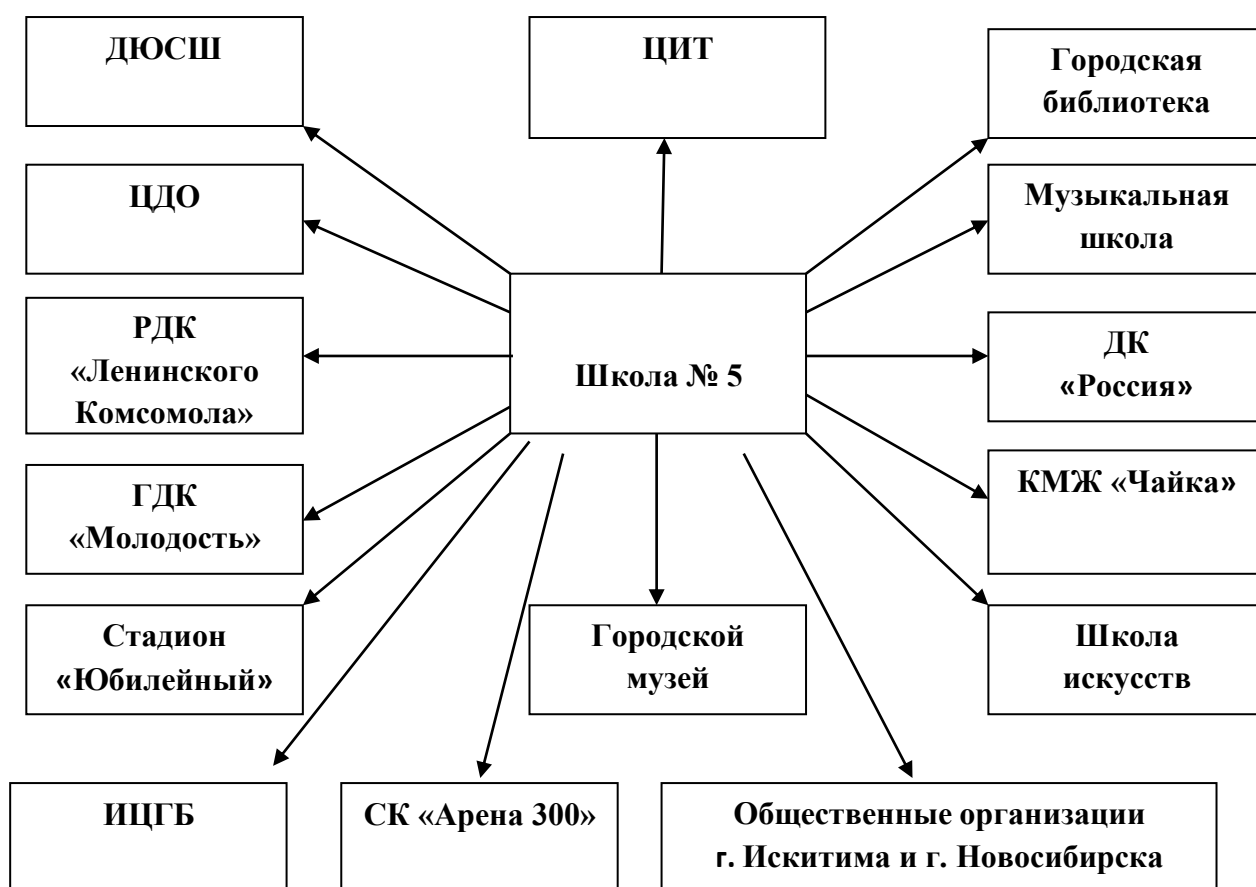 ДЮСШ
ЦИТ
Городская
библиотека
ЦДО
Музыкальная
школа
РДК
«Ленинского
Комсомола»
Школа № 5
ДК
«Россия»
ГДК
«Молодость»
КМЖ «Чайка»
Стадион
«Юбилейный»
Городской
музей
Школа
искусств
ИЦГБ
СК «Арена 300»
Общественные организации
г. Искитима и г. Новосибирска